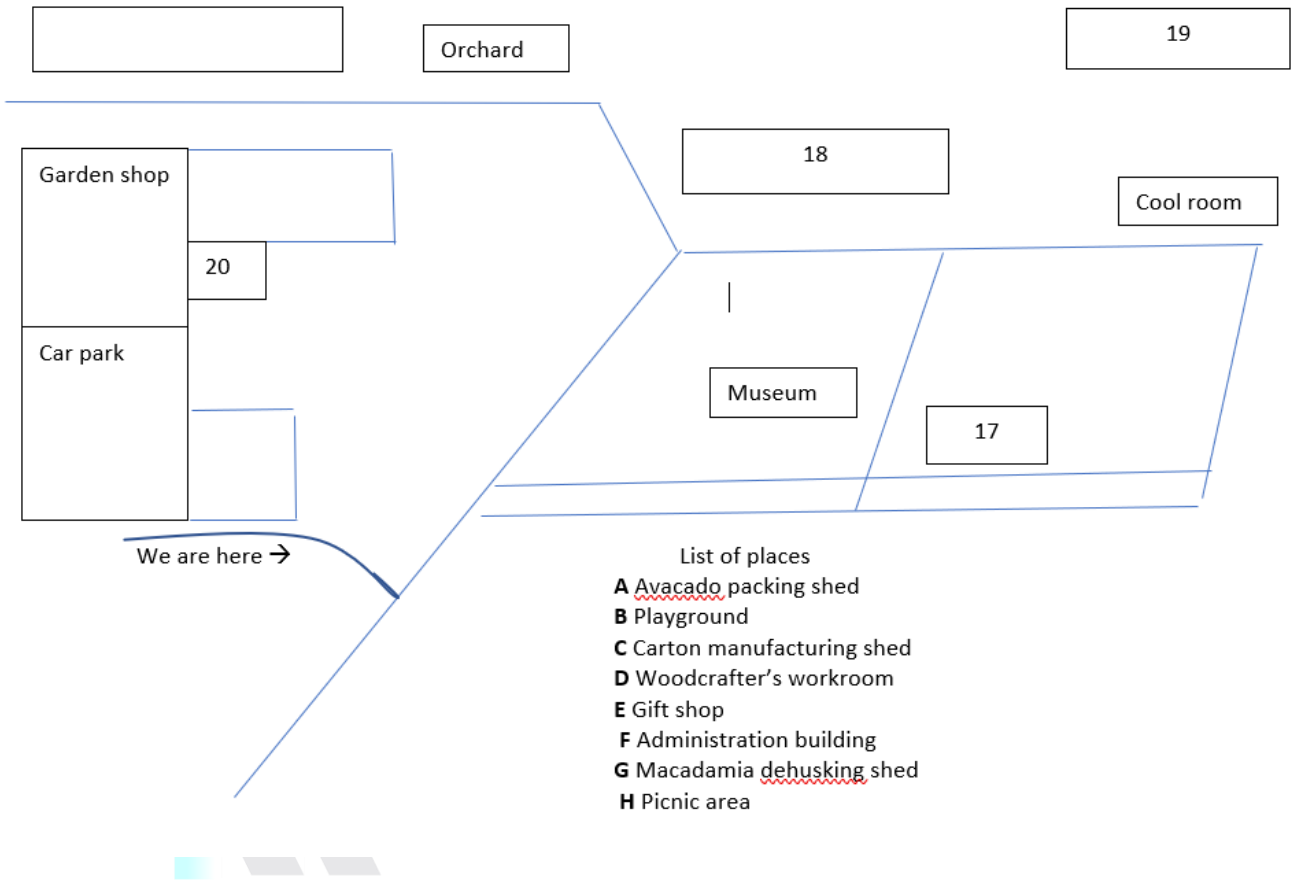 Orchard
19
18
Garden shop
Cool room
20
Car park
Museum
17
We are here →
List of places
A Avacado packing shed
B Playground
C Carton manufacturing shed
D Woodcrafter’s workroom
E Gift shop
F Administration building
G Macadamia dehusking shed
H Picnic area